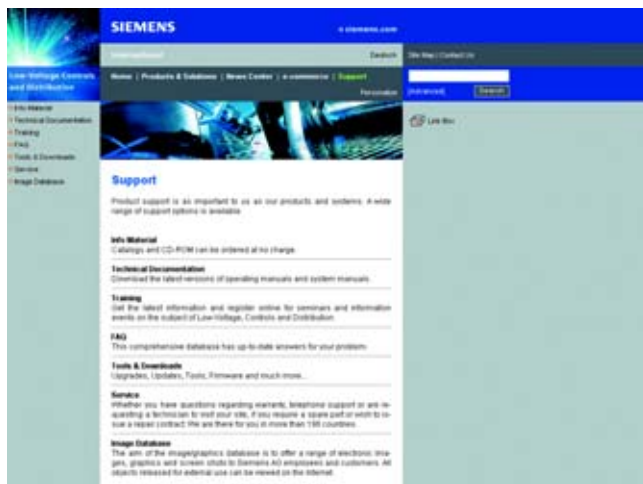 SIEMENS
siemens.com
International
Deutsch
Site Map | Contact Us
Low-Voltage Controls
and Distribution
Home | Products & Solutions | News Center | e-commerce | Support
Personalize
[Advanced] Search
Info Material
Technical Documentation
Training
FAQ
Tools & Downloads
Service
Image Database
Link Box
Support
Product support is as important to us as our products and systems. A wide
range of support options is available
Info Material
Catalogs and CD-ROM can be ordered at no charge.
Technical Documentation
Download the latest versions of operating manuals and system manuals.
Training
Get the latest information and register online for seminars and information
events on the subject of Low-Voltage, Controls and Distribution.
FAQ
This comprehensive database has up-to-date answers for your problem.
Tools & Downloads
Upgrades, Updates, Tools, Firmware and much more...
Service
Whether you have questions regarding warranty, telephone support or are re-
questing a technician to visit your site, if you require a spare part or wish to is-
sue a repair contract: We are there for you in more than 190 countries.
Image Database
The aim of the image/graphics database is to offer a range of electronic ima-
ges, graphics and screen shots to Siemens AG employees and customers. All
objects released for external use can be viewed on the Internet.